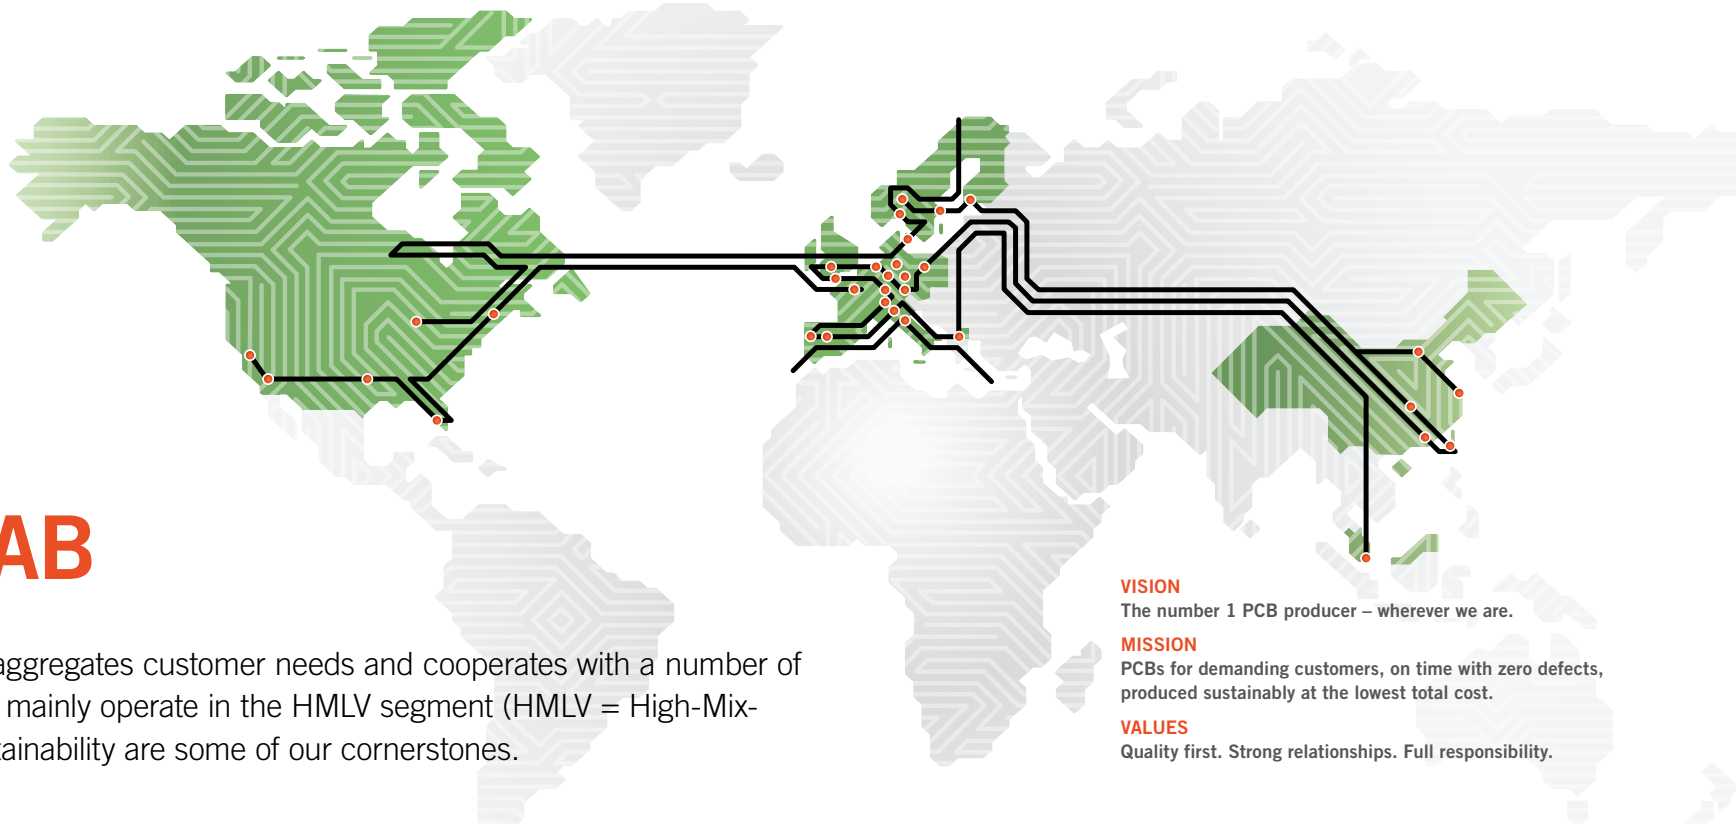 AB
aggregates customer needs and cooperates with a number of
mainly operate in the HMLV segment (HMLV = High-Mix-
tainability are some of our cornerstones.
VISION
The number 1 PCB producer – wherever we are.
MISSION
PCBs for demanding customers, on time with zero defects,
produced sustainably at the lowest total cost.
VALUES
Quality first. Strong relationships. Full responsibility.